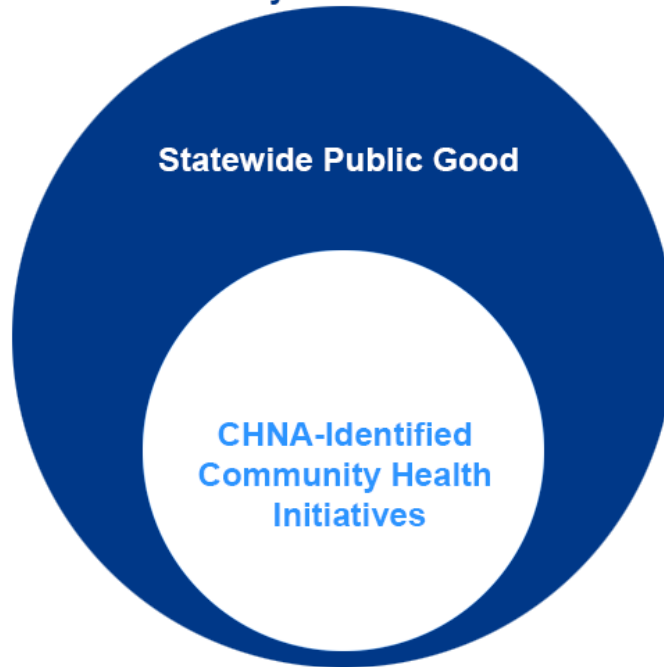 Statewide Public Good
CHNA-Identified
Community Health
Initiatives